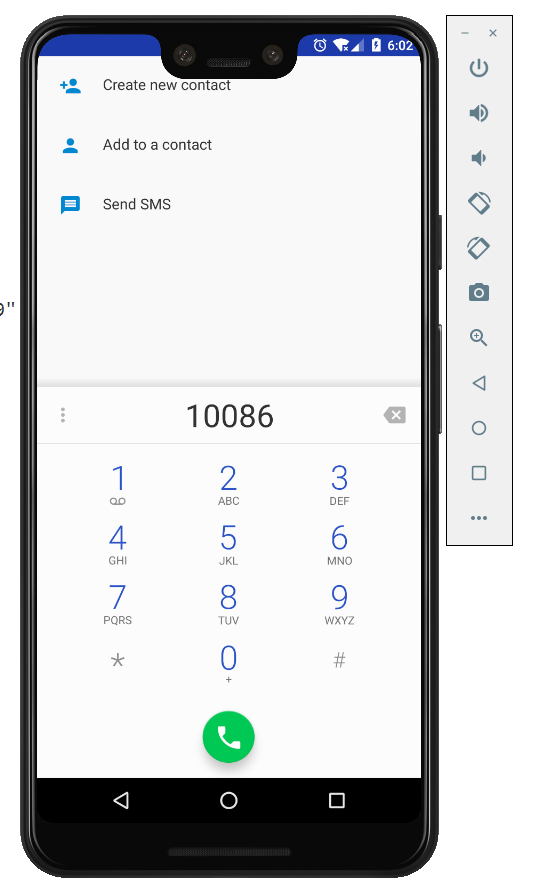 6:02
Create new contact
Add to a contact
Send SMS
9"
10086
1 2 3
ABC DEF
4 5 6
GHI JKL MNO
7 8 9
PQRS TUV WXYZ
* 0 #
+